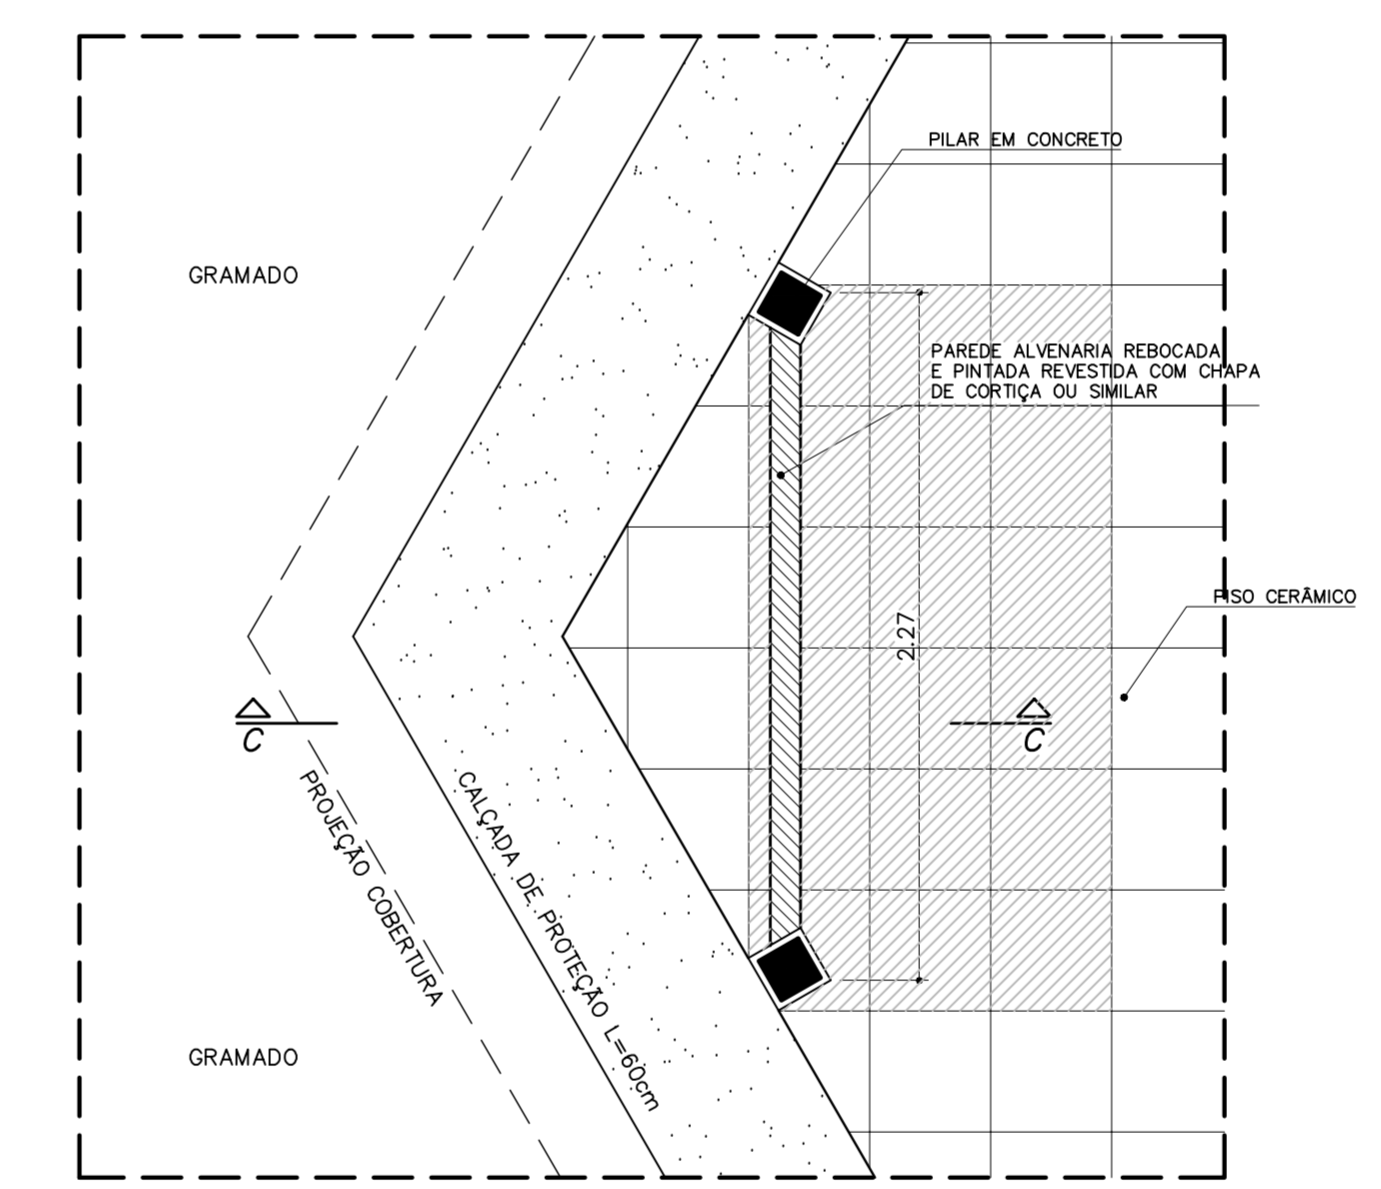 PILAR EM CONCRETO
GRAMADO
PAREDE ALVENARIA REBOCADA
E PINTADA REVESTIDA COM CHAPA
DE CORTIÇA OU SIMILAR
PISO CERÂMICO
2.27
C
C
PROJEÇÃO COBERTURA
CALÇADA DE PROTEÇÃO L=60cm
GRAMADO